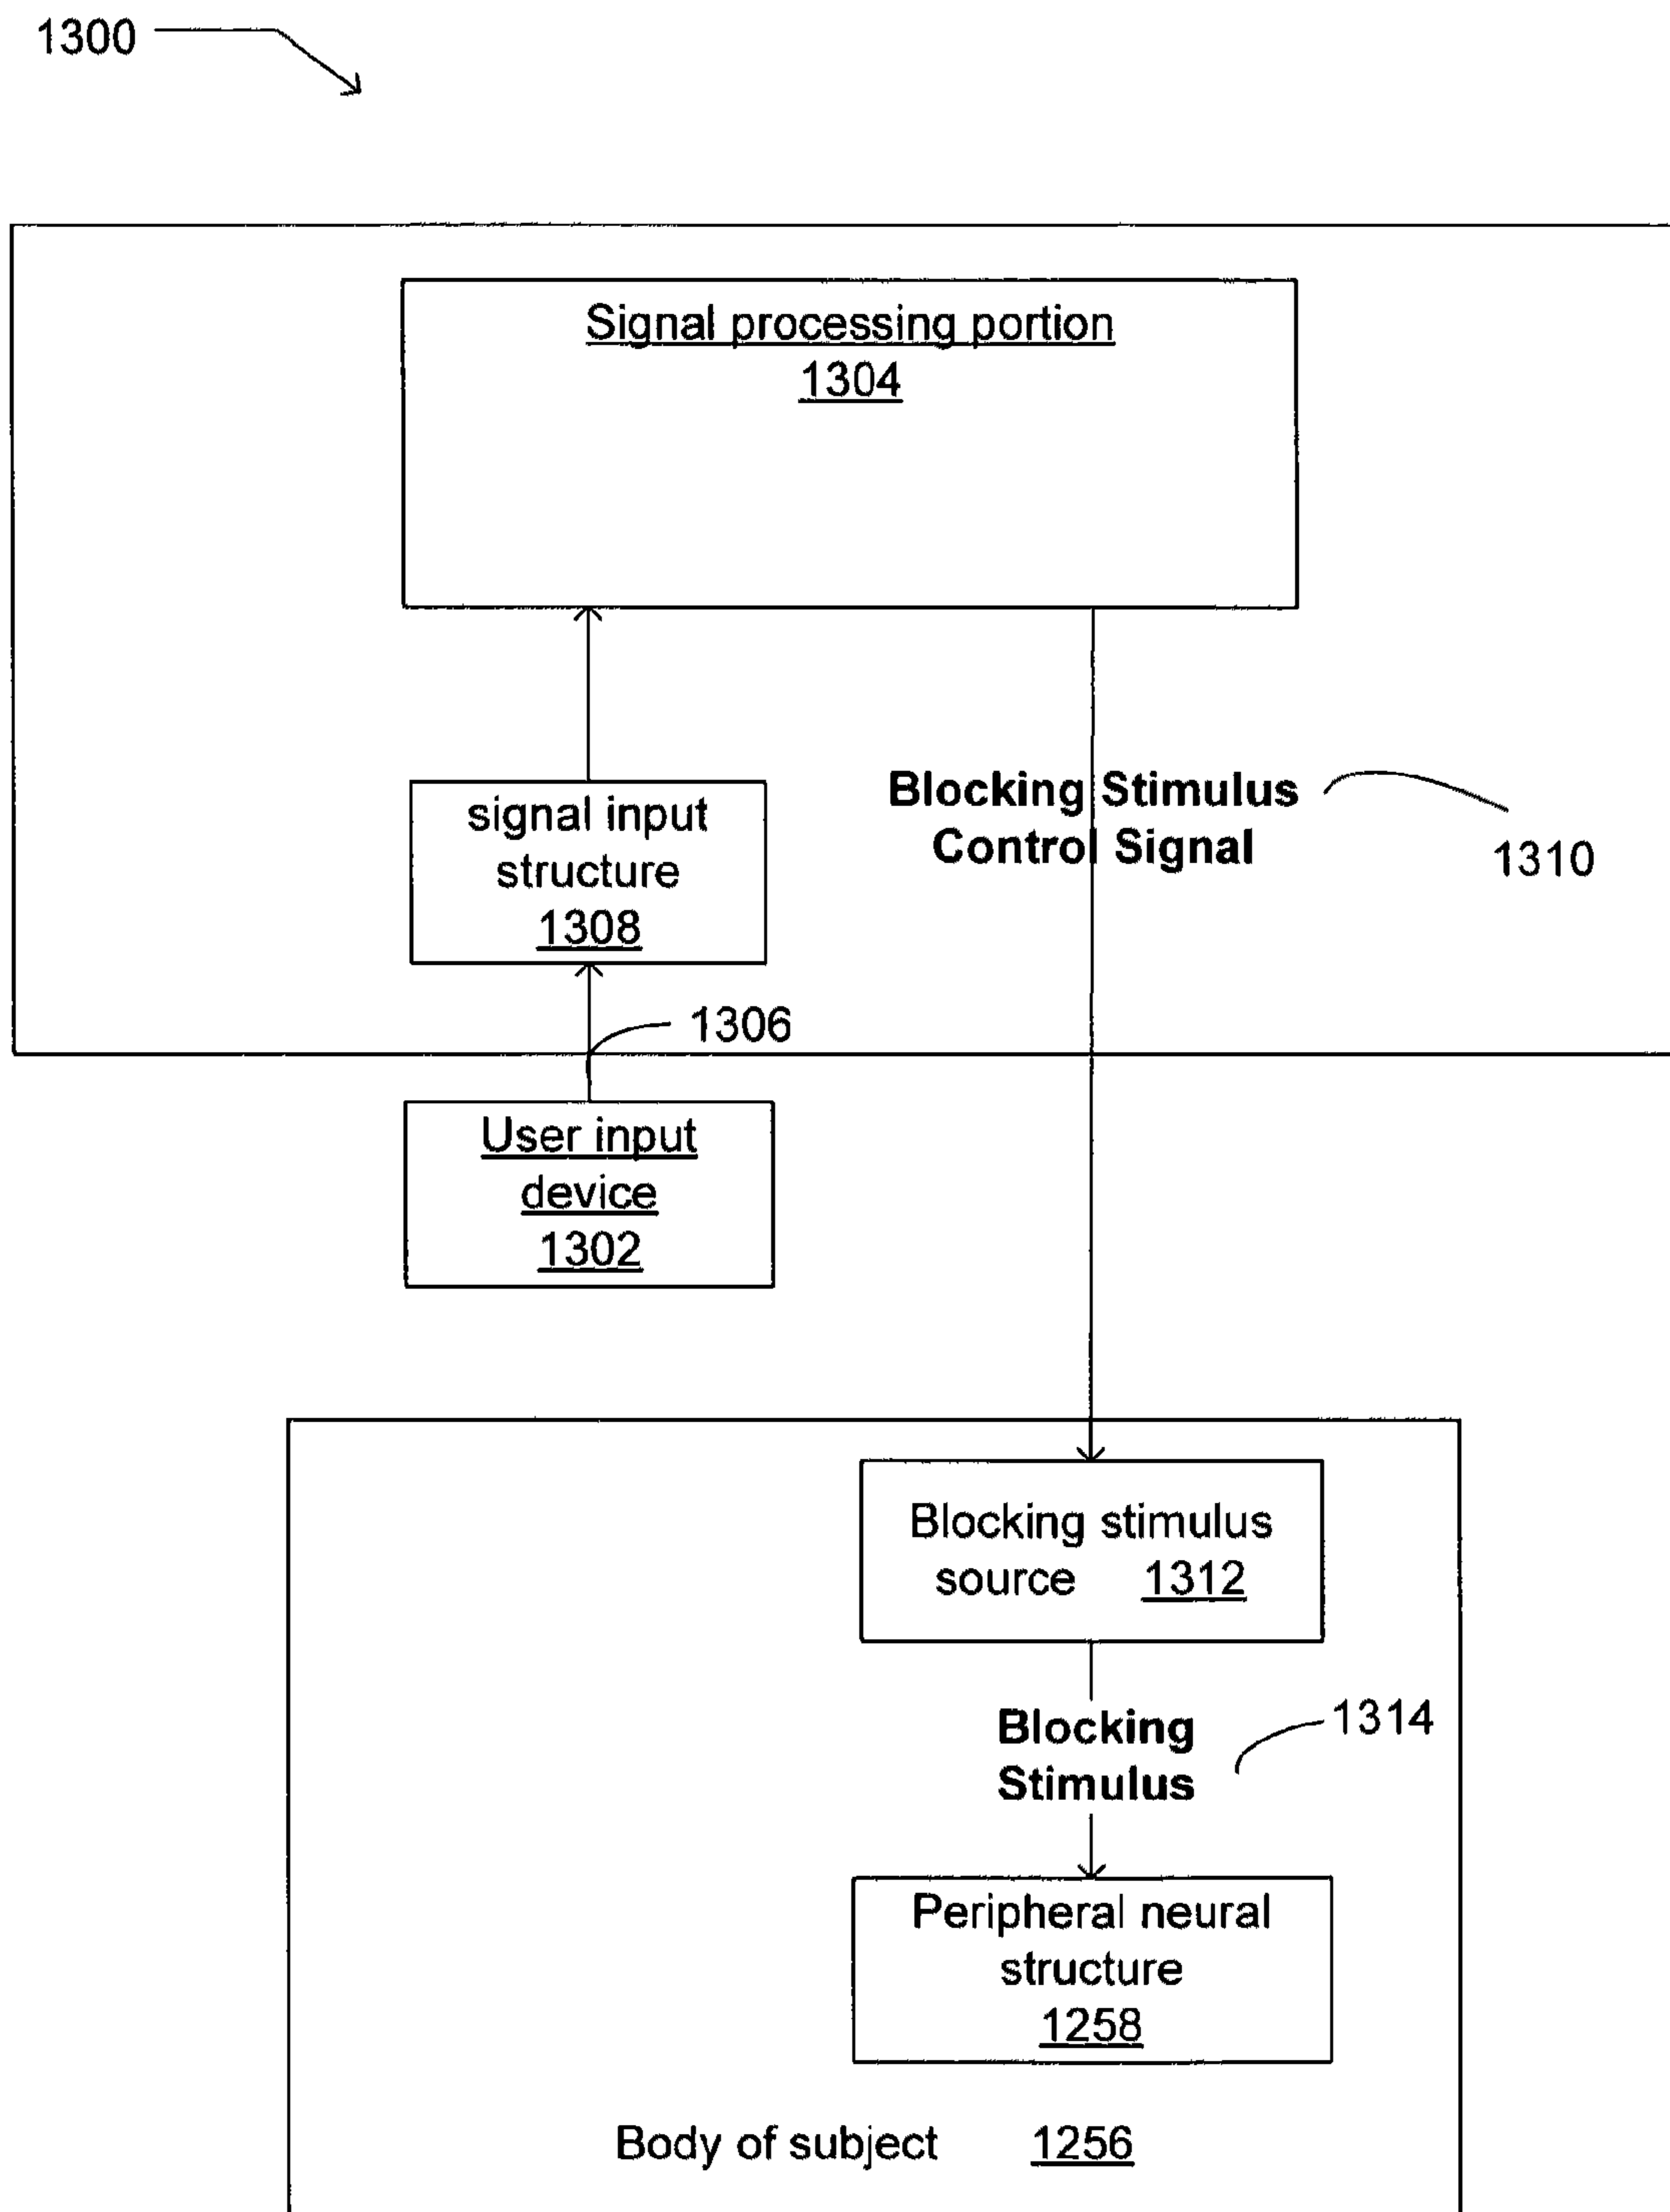 1300
Signal processing portion
1304
signal input
structure
1308
Blocking Stimulus
Control Signal
1310
1306
User input
device
1302
Blocking stimulus
source 1312
Blocking
Stimulus
1314
Peripheral neural
structure
1258
Body of subject 1256